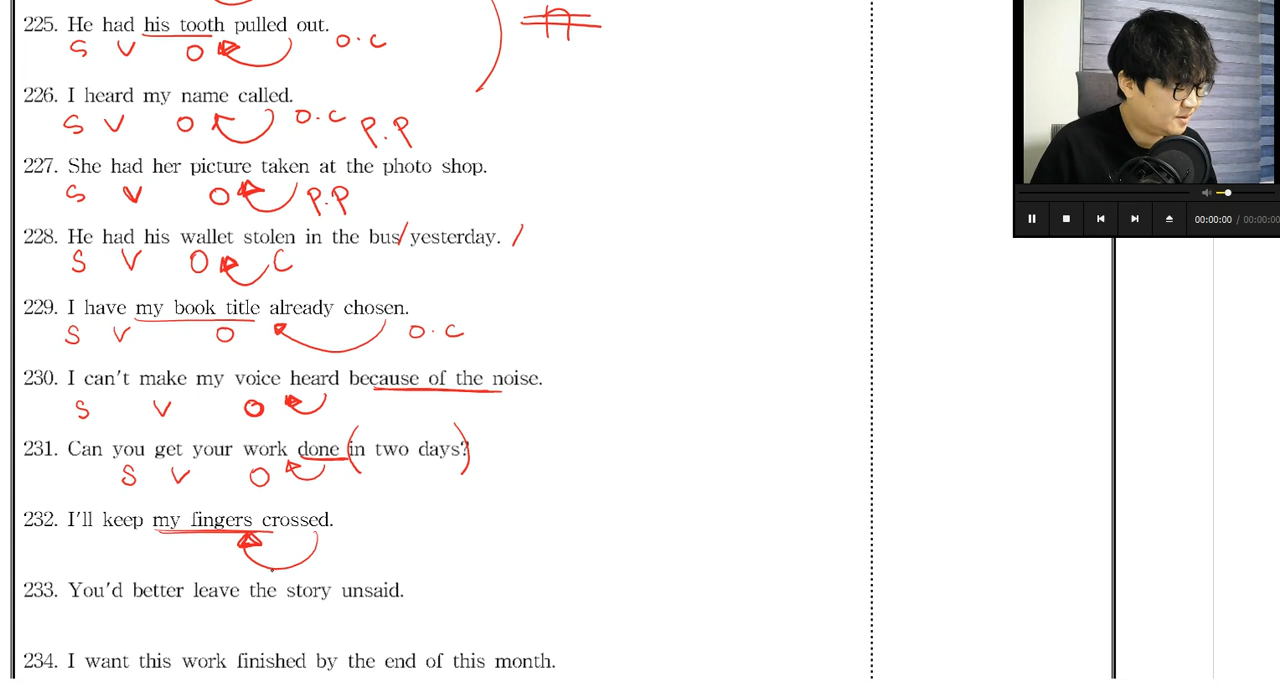 225. He had his tooth pulled out.
S V O O.C
226. I heard my name called.
S V O O.C P.P
227. She had her picture taken at the photo shop.
S V O P.P
228. He had his wallet stolen in the bus/yesterday. /
S V O C
229. I have my book title already chosen.
S V O O.C
230. I can't make my voice heard because of the noise.
S V O
231. Can you get your work done (in two days?)
S V O
232. I'll keep my fingers crossed.
233. You'd better leave the story unsaid.
234. I want this work finished by the end of this month.
00:00:00 / 00:00:00